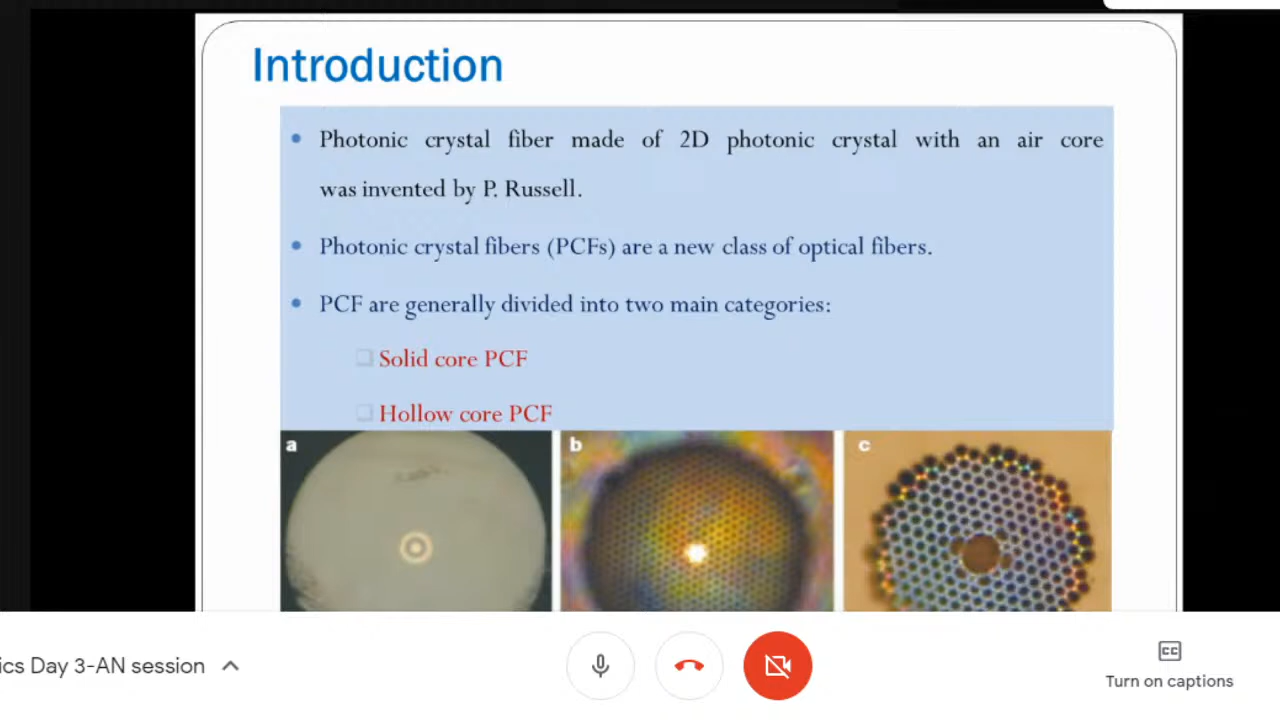 Introduction
Photonic crystal fiber made of 2D photonic crystal with an air core
was invented by P. Russell.
Photonic crystal fibers (PCFs) are a new class of optical fibers.
PCF are generally divided into two main categories:
Solid core PCF
Hollow core PCF
a b c
ics Day 3-AN session
CC
Turn on captions